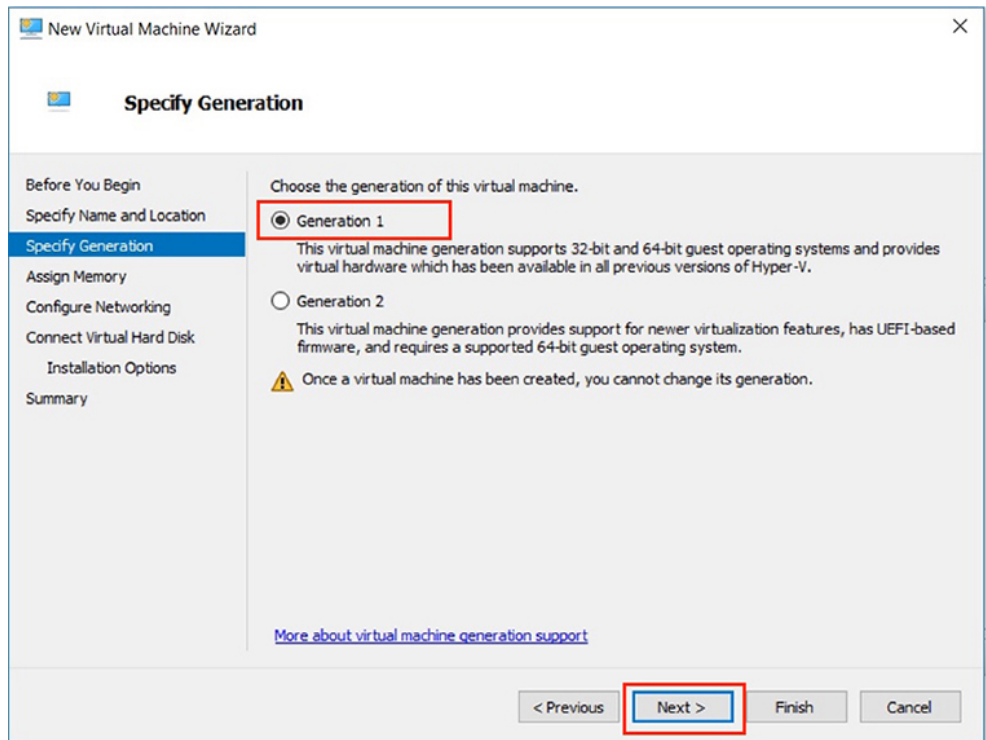 New Virtual Machine Wizard
Specify Generation
Before You Begin
Specify Name and Location
Specify Generation
Assign Memory
Configure Networking
Connect Virtual Hard Disk
Installation Options
Summary
Choose the generation of this virtual machine.
Generation 1
This virtual machine generation supports 32-bit and 64-bit guest operating systems and provides
virtual hardware which has been available in all previous versions of Hyper-V.
Generation 2
This virtual machine generation provides support for newer virtualization features, has UEFI-based
firmware, and requires a supported 64-bit guest operating system.
Once a virtual machine has been created, you cannot change its generation.
More about virtual machine generation support
< Previous
Next >
Finish
Cancel